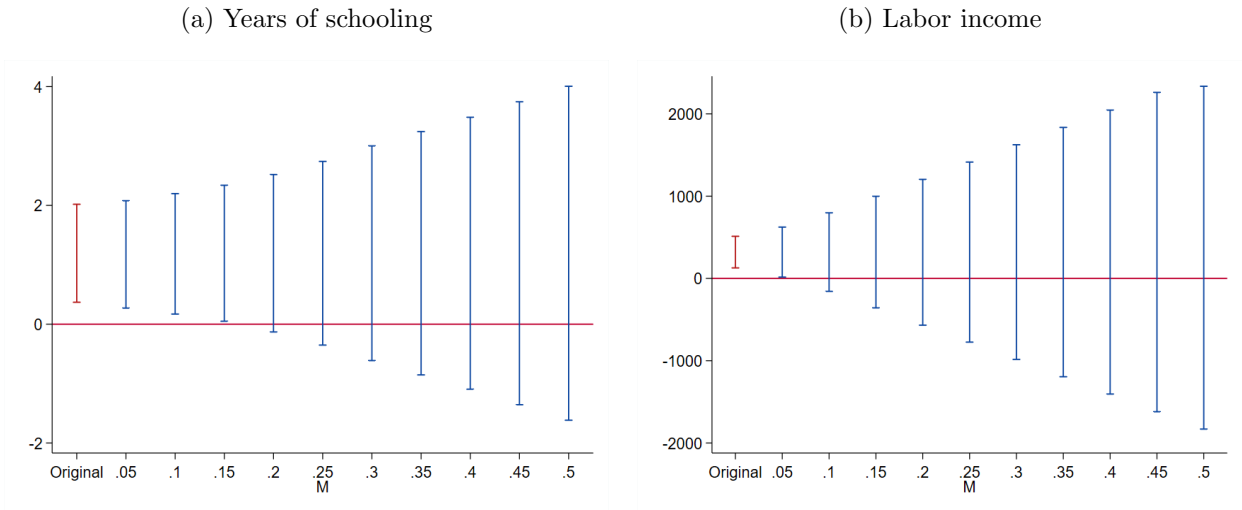 (a) Years of schooling
4
2
0
-2
Original .05 .1 .15 .2 .25 .3 .35 .4 .45 .5
M
(b) Labor income
2000
1000
0
-1000
-2000
Original .05 .1 .15 .2 .25 .3 .35 .4 .45 .5
M